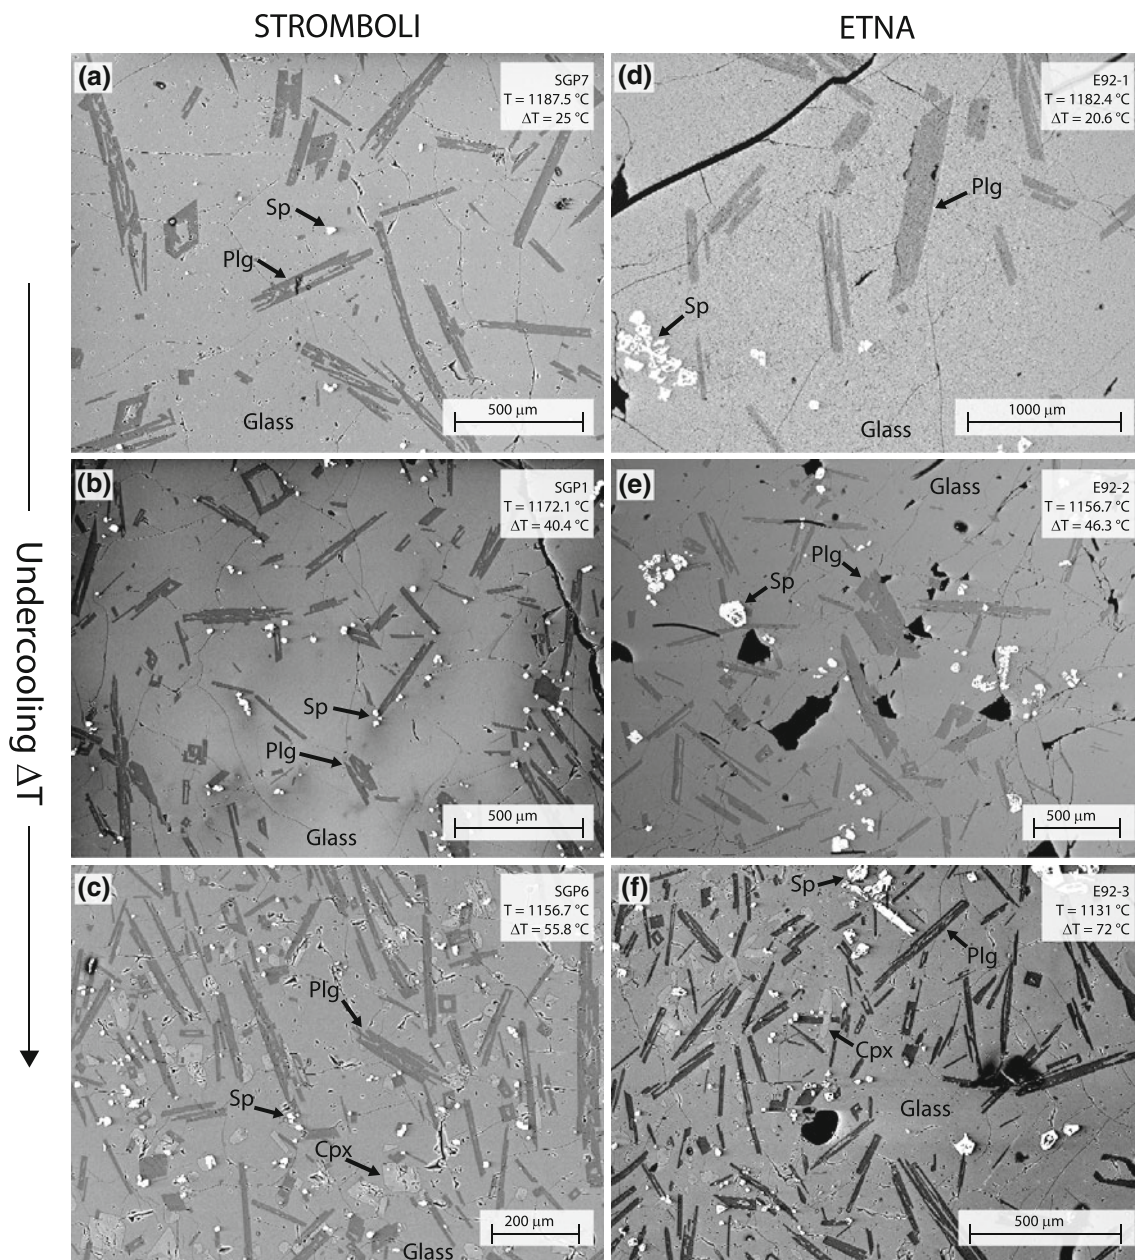 STROMBOLI
ETNA
Undercooling ΔT
(a)
SGP7
T = 1187.5 °C
ΔT = 25 °C
Sp
Plg
Glass
500 µm
(d)
E92-1
T = 1182.4 °C
ΔT = 20.6 °C
Plg
Sp
Glass
1000 µm
(b)
SGP1
T = 1172.1 °C
ΔT = 40.4 °C
Sp
Plg
Glass
500 µm
(e)
Glass
E92-2
T = 1156.7 °C
ΔT = 46.3 °C
Plg
Sp
500 µm
(c)
SGP6
T = 1156.7 °C
ΔT = 55.8 °C
Plg
Sp
Cpx
Glass
200 µm
(f)
Sp
E92-3
T = 1131 °C
ΔT = 72 °C
Plg
Cpx
Glass
500 µm